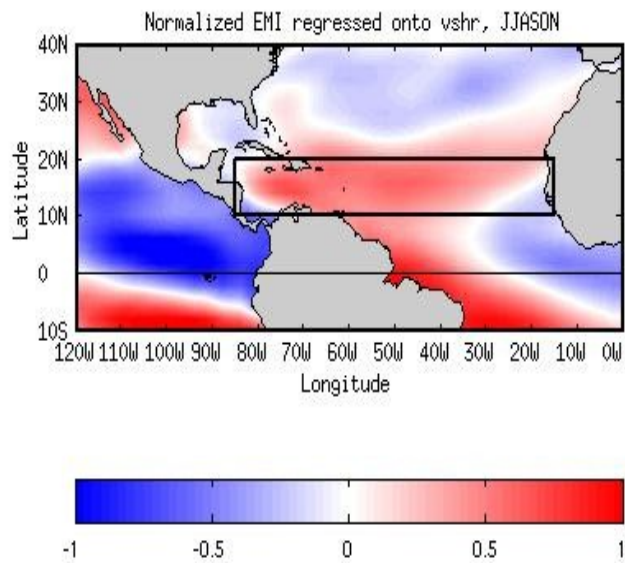 Normalized EMI regressed onto vshr, JJASON
40N
30N
20N
10N
0
10S
Latitude
120W 110W 100W 90W 80W 70W 60W 50W 40W 30W 20W 10W 0W
Longitude
-1 -0.5 0 0.5 1